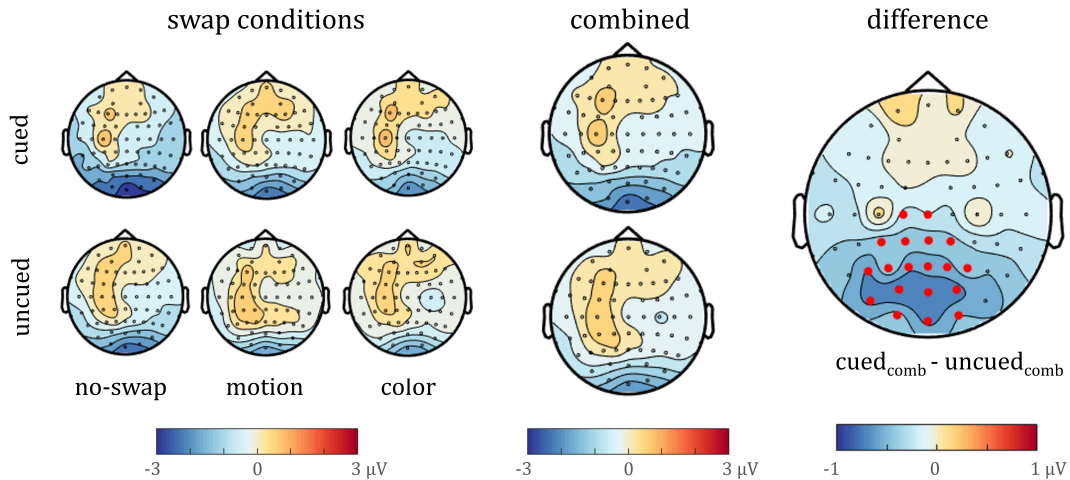 swap conditions
combined
difference
cued
uncued
no-swap
motion
color
cued_comb - uncued_comb
-3 0 3 μV
-3 0 3 μV
-1 0 1 μV